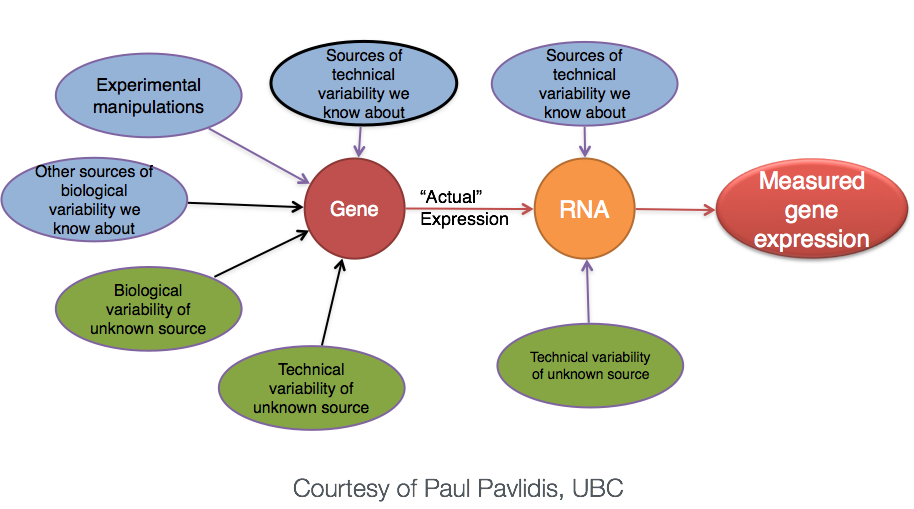 Experimental
manipulations
Sources of
technical
variability we
know about
Sources of
technical
variability we
know about
Other sources of
biological
variability we
know about
Gene
“Actual”
Expression
RNA
Measured
gene
expression
Biological
variability of
unknown source
Technical
variability of
unknown source
Technical variability
of unknown source
Courtesy of Paul Pavlidis, UBC